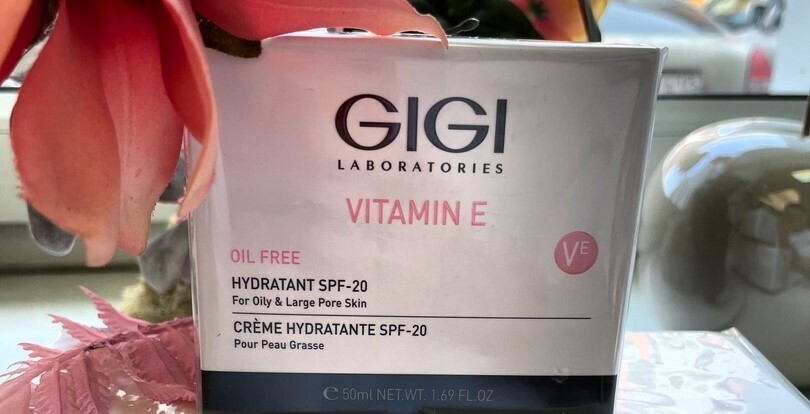 GIGI
LABORATORIES
VITAMIN E
OIL FREE
VE
HYDRATANT SPF-20
For Oily & Large Pore Skin
CRÈME HYDRATANTE SPF-20
Pour Peau Grasse
℮ 50ml NET.WT. 1.69 FL.OZ